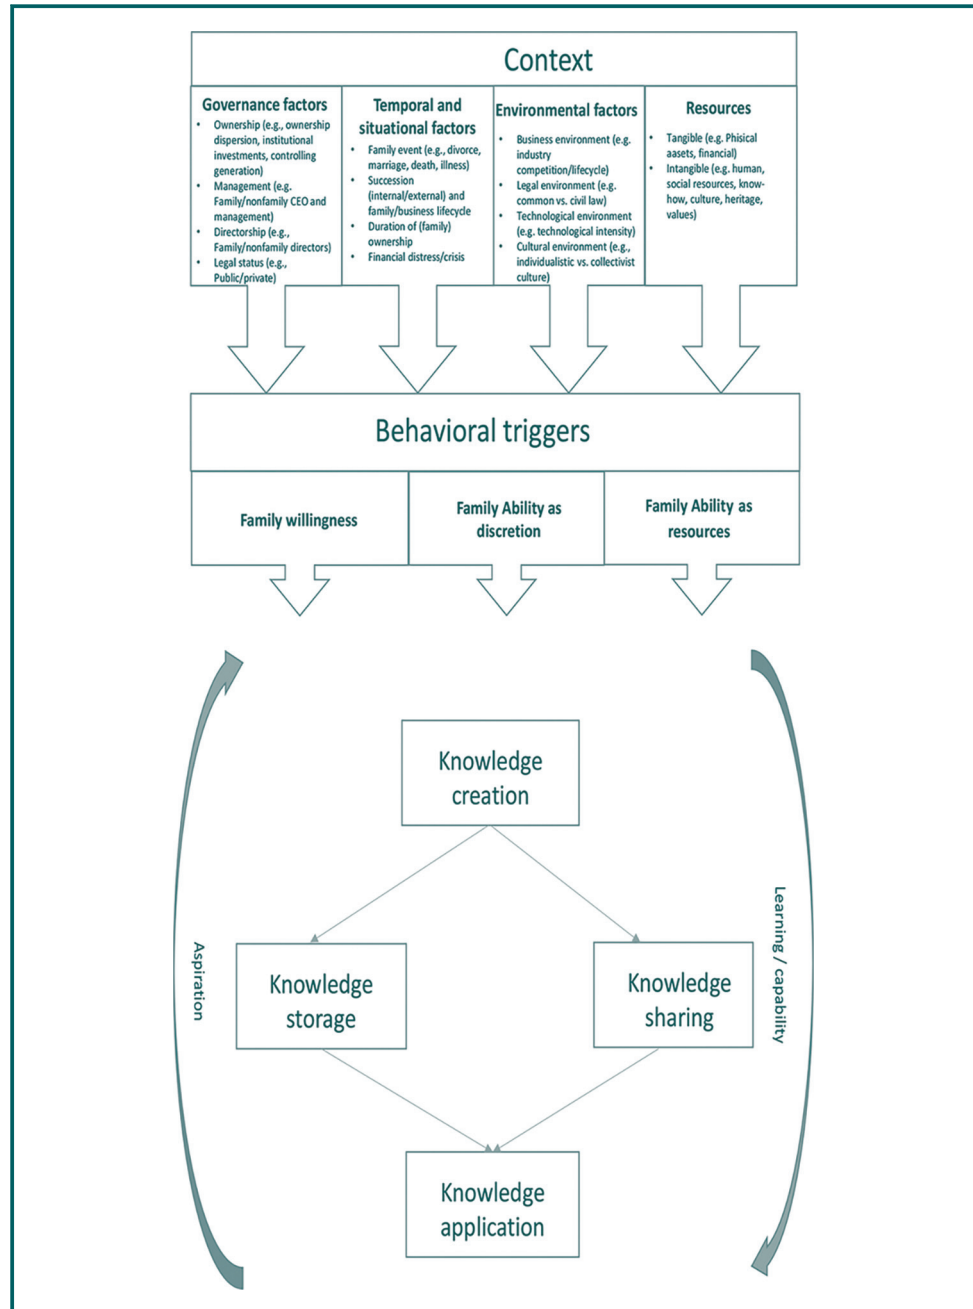 Context
Governance factors
• Ownership (e.g., ownership
dispersion, institutional
investments, controlling
generation)
• Management (e.g.
Family/nonfamily CEO and
management)
• Directorship (e.g.,
Family/nonfamily directors)
• Legal status (e.g.,
Public/private)
Temporal and
situational factors
• Family event (e.g., divorce,
marriage, death, illness)
• Succession
(internal/external) and
family/business lifecycle
• Duration of (family)
ownership
• Financial distress/crisis
Environmental factors
• Business environment (e.g.
industry
competition/lifecycle)
• Legal environment (e.g.
common vs. civil law)
• Technological environment
(e.g. technological intensity)
• Cultural environment (e.g.,
individualistic vs. collectivist
culture)
Resources
• Tangible (e.g. Phisical
aasets, financial)
• Intangible (e.g. human,
social resources, know-
how, culture, heritage,
values)
Behavioral triggers
Family willingness
Family Ability as
discretion
Family Ability as
resources
Knowledge
creation
Aspiration
Knowledge
storage
Knowledge
sharing
Learning / capability
Knowledge
application